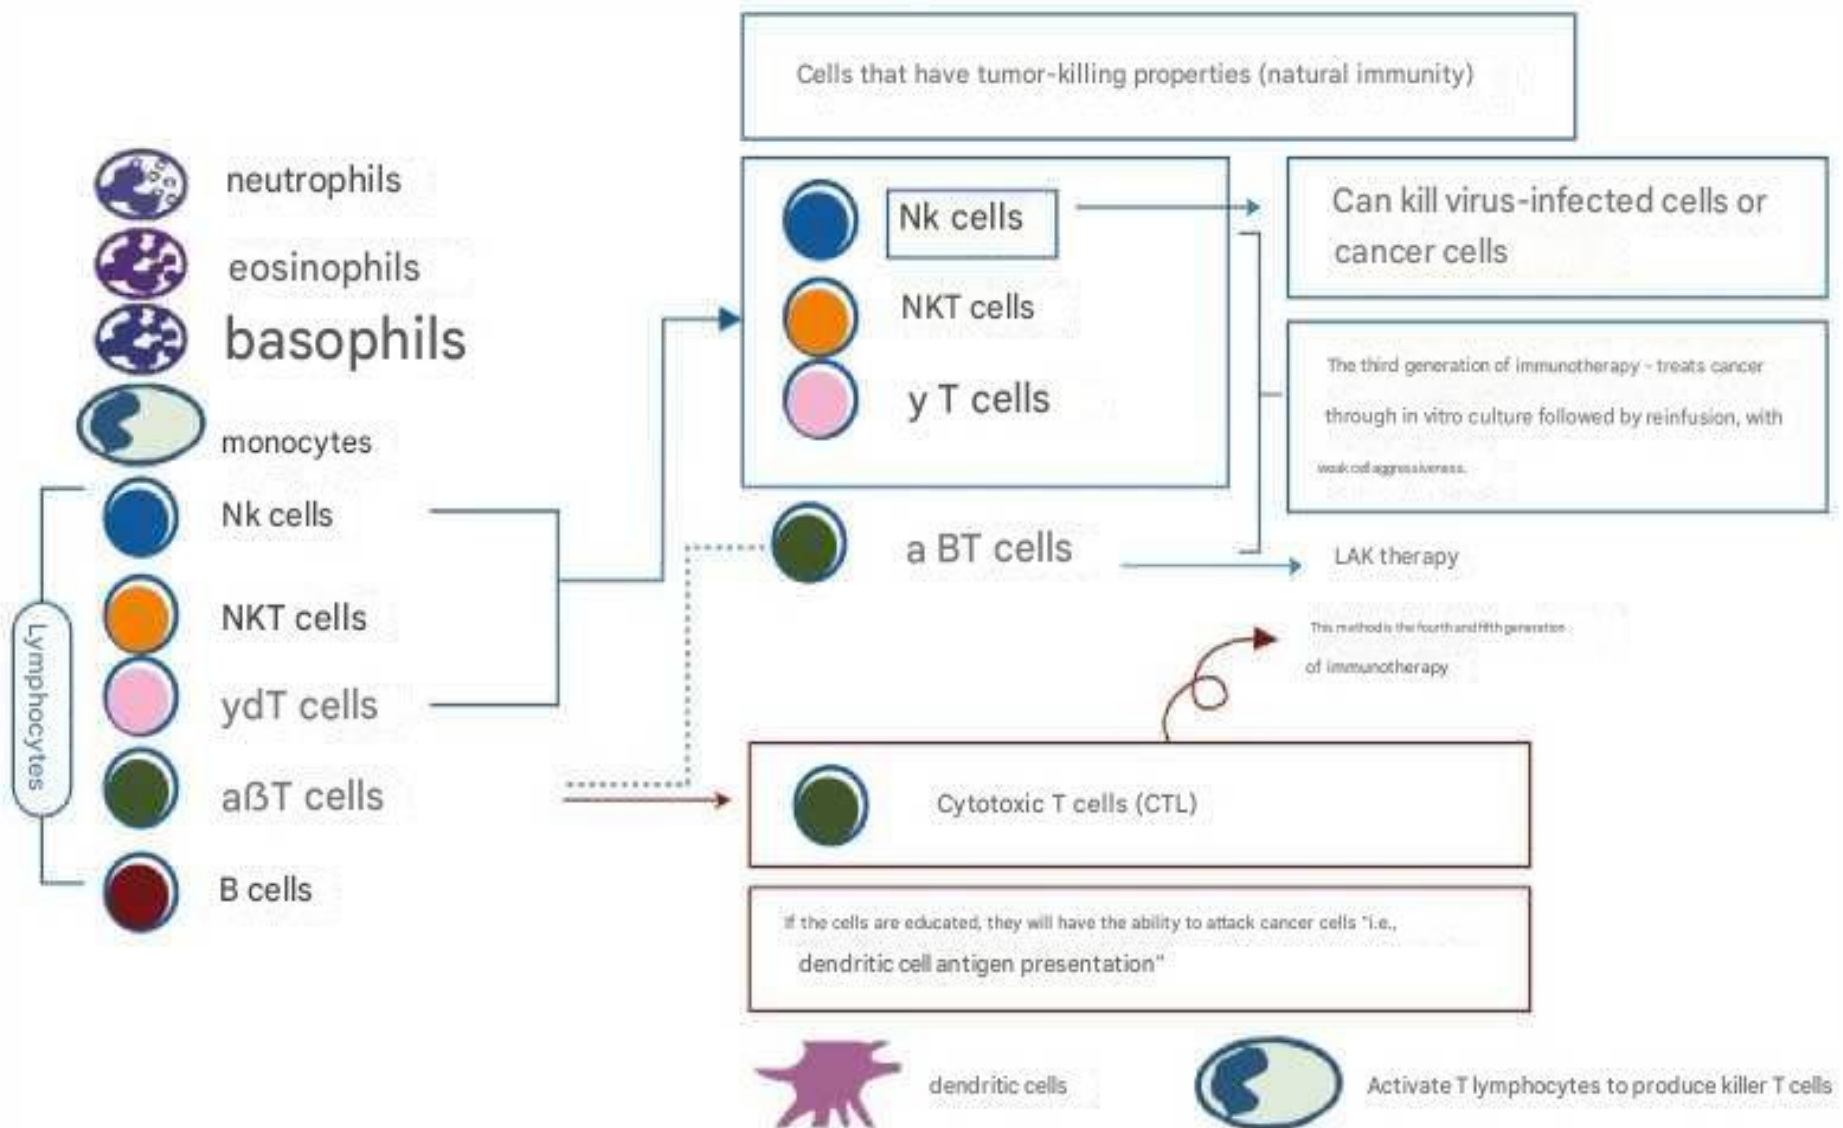 Cells that have tumor-killing properties (natural immunity)
neutrophils
eosinophils
basophils
monocytes
Nk cells
NKT cells
ydT cells
aßT cells
B cells
Lymphocytes
Nk cells
NKT cells
y T cells
a BT cells
Can kill virus-infected cells or
cancer cells
The third generation of immunotherapy - treats cancer
through in vitro culture followed by reinfusion, with
weak cell aggressiveness.
LAK therapy
This method is the fourth and fifth generation
of immunotherapy
Cytotoxic T cells (CTL)
If the cells are educated, they will have the ability to attack cancer cells "i.e.,
dendritic cell antigen presentation"
dendritic cells
Activate T lymphocytes to produce killer T cells